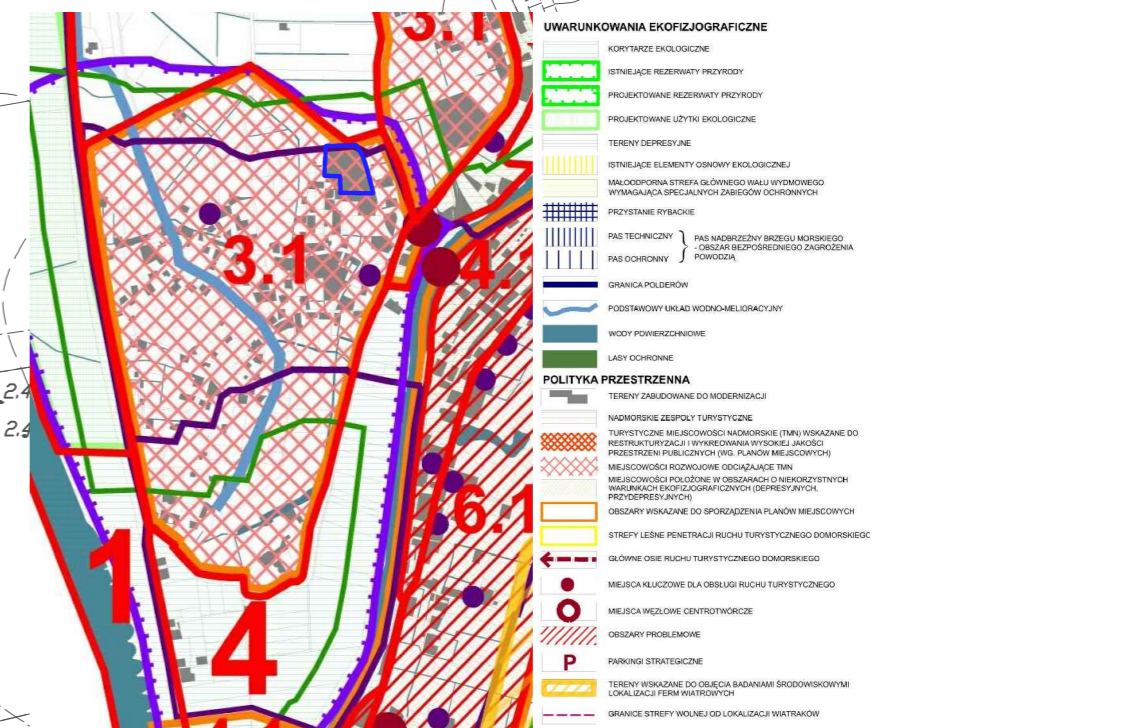 3.1
3.1
4.1
6.1
1
4
2.4
2.4
UWARUNKOWANIA EKOFIZJOGRAFICZNE
KORYTARZE EKOLOGICZNE
ISTNIEJĄCE REZERWATY PRZYRODY
PROJEKTOWANE REZERWATY PRZYRODY
PROJEKTOWANE UŻYTKI EKOLOGICZNE
TERENY DEPRESYJNE
ISTNIEJĄCE ELEMENTY OSNOWY EKOLOGICZNEJ
MAŁOODPORNA STREFA GŁÓWNEGO WAŁU WYDMOWEGO
WYMAGAJĄCA SPECJALNYCH ZABIEGÓW OCHRONNYCH
PRZYSTANIE RYBACKIE
PAS TECHNICZNY
PAS OCHRONNY
PAS NADBRZEŻNY BRZEGU MORSKIEGO
- OBSZAR BEZPOŚREDNIEGO ZAGROŻENIA
POWODZIĄ
GRANICA POLDERÓW
PODSTAWOWY UKŁAD WODNO-MELIORACYJNY
WODY POWIERZCHNIOWE
LASY OCHRONNE
POLITYKA PRZESTRZENNA
TERENY ZABUDOWANE DO MODERNIZACJI
NADMORSKIE ZESPOŁY TURYSTYCZNE
TURYSTYCZNE MIEJSCOWOŚCI NADMORSKIE (TMN) WSKAZANE DO
RESTRUKTURYZACJI I WYKREOWANIA WYSOKIEJ JAKOŚCI
PRZESTRZENI PUBLICZNYCH (WG. PLANÓW MIEJSCOWYCH)
MIEJSCOWOŚCI ROZWOJOWE ODCIĄŻAJĄCE TMN
MIEJSCOWOŚCI POŁOŻONE W OBSZARACH O NIEKORZYSTNYCH
WARUNKACH EKOFIZJOGRAFICZNYCH (DEPRESYJNYCH,
PRZYDEPRESYJNYCH)
OBSZARY WSKAZANE DO SPORZĄDZENIA PLANÓW MIEJSCOWYCH
STREFY LEŚNE PENETRACJI RUCHU TURYSTYCZNEGO DOMORSKIEGO
GŁÓWNE OSIE RUCHU TURYSTYCZNEGO DOMORSKIEGO
MIEJSCA KLUCZOWE DLA OBSŁUGI RUCHU TURYSTYCZNEGO
MIEJSCA WĘZŁOWE CENTROTWÓRCZE
OBSZARY PROBLEMOWE
P PARKINGI STRATEGICZNE
TERENY WSKAZANE DO OBJĘCIA BADANIAMI ŚRODOWISKOWYMI
LOKALIZACJI FERM WIATROWYCH
GRANICE STREFY WOLNEJ OD LOKALIZACJI WIATRAKÓW